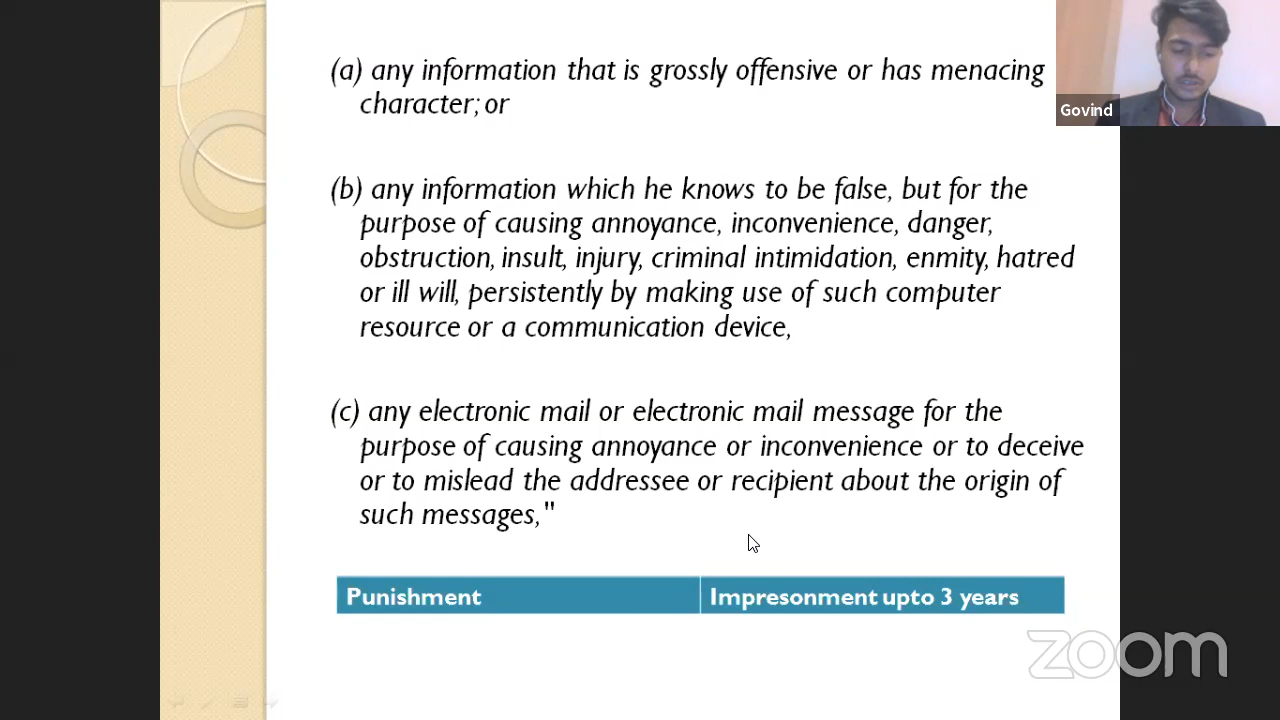 (a) any information that is grossly offensive or has menacing
character; or
Govind
(b) any information which he knows to be false, but for the
purpose of causing annoyance, inconvenience, danger,
obstruction, insult, injury, criminal intimidation, enmity, hatred
or ill will, persistently by making use of such computer
resource or a communication device,
(c) any electronic mail or electronic mail message for the
purpose of causing annoyance or inconvenience or to deceive
or to mislead the addressee or recipient about the origin of
such messages,"
Punishment Impresonment upto 3 years
zoom